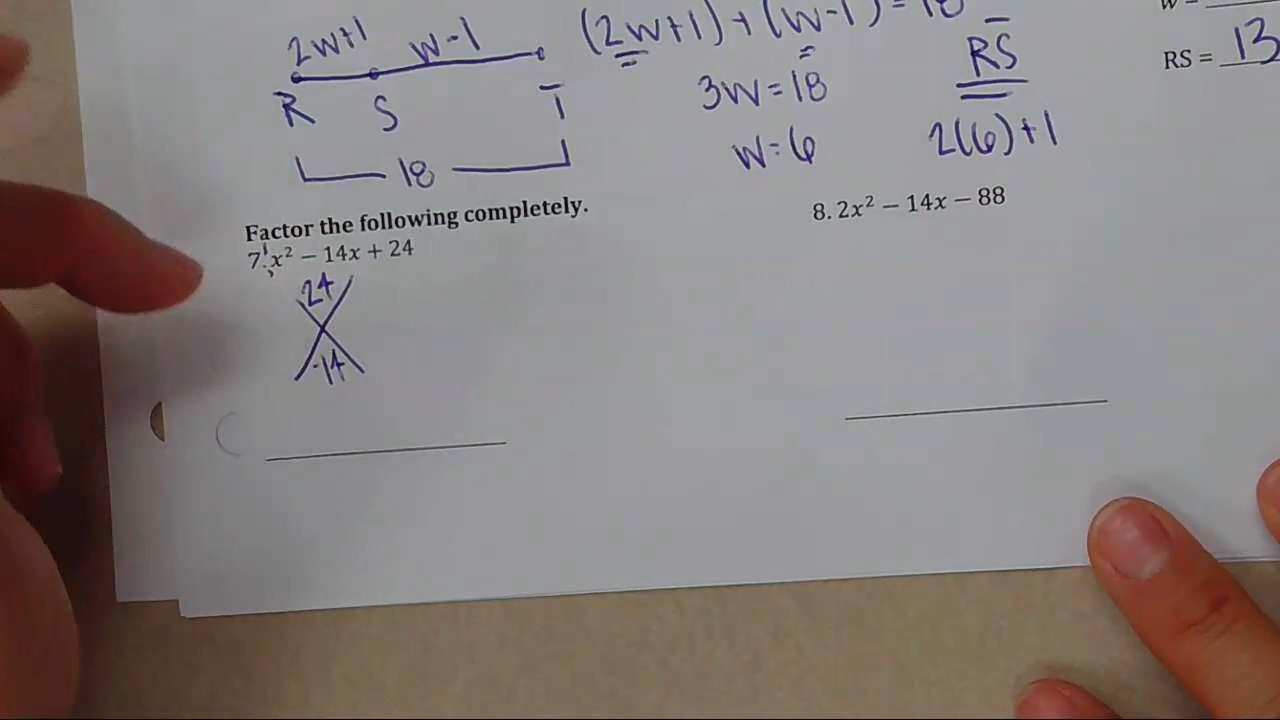 2w+1 w-1 (2w+1)+(w-1)=18
R S T 3w=18 RS RS = 13
18 w=6 2(6)+1
Factor the following completely.
7. x² − 14x + 24
8. 2x² − 14x − 88
1
24
-14